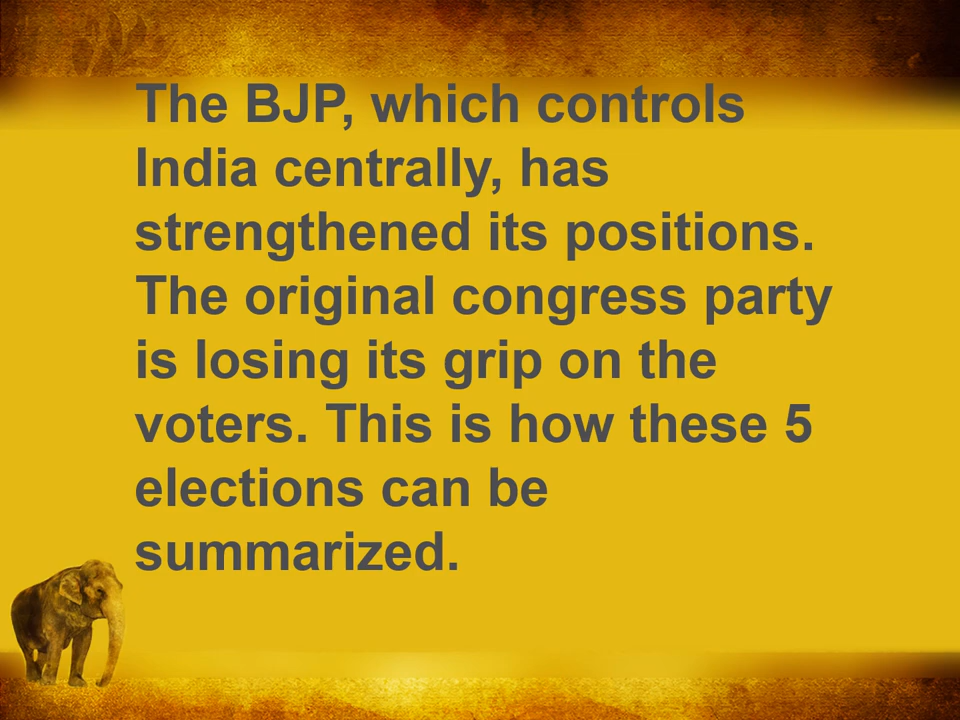 The BJP, which controls
India centrally, has
strengthened its positions.
The original congress party
is losing its grip on the
voters. This is how these 5
elections can be
summarized.